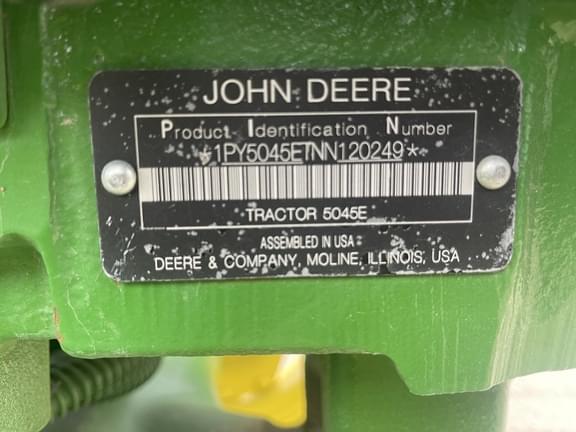 JOHN DEERE
Product Identification Number
*1PY5045ETNN120249*
TRACTOR 5045E
ASSEMBLED IN USA
DEERE & COMPANY, MOLINE, ILLINOIS, USA